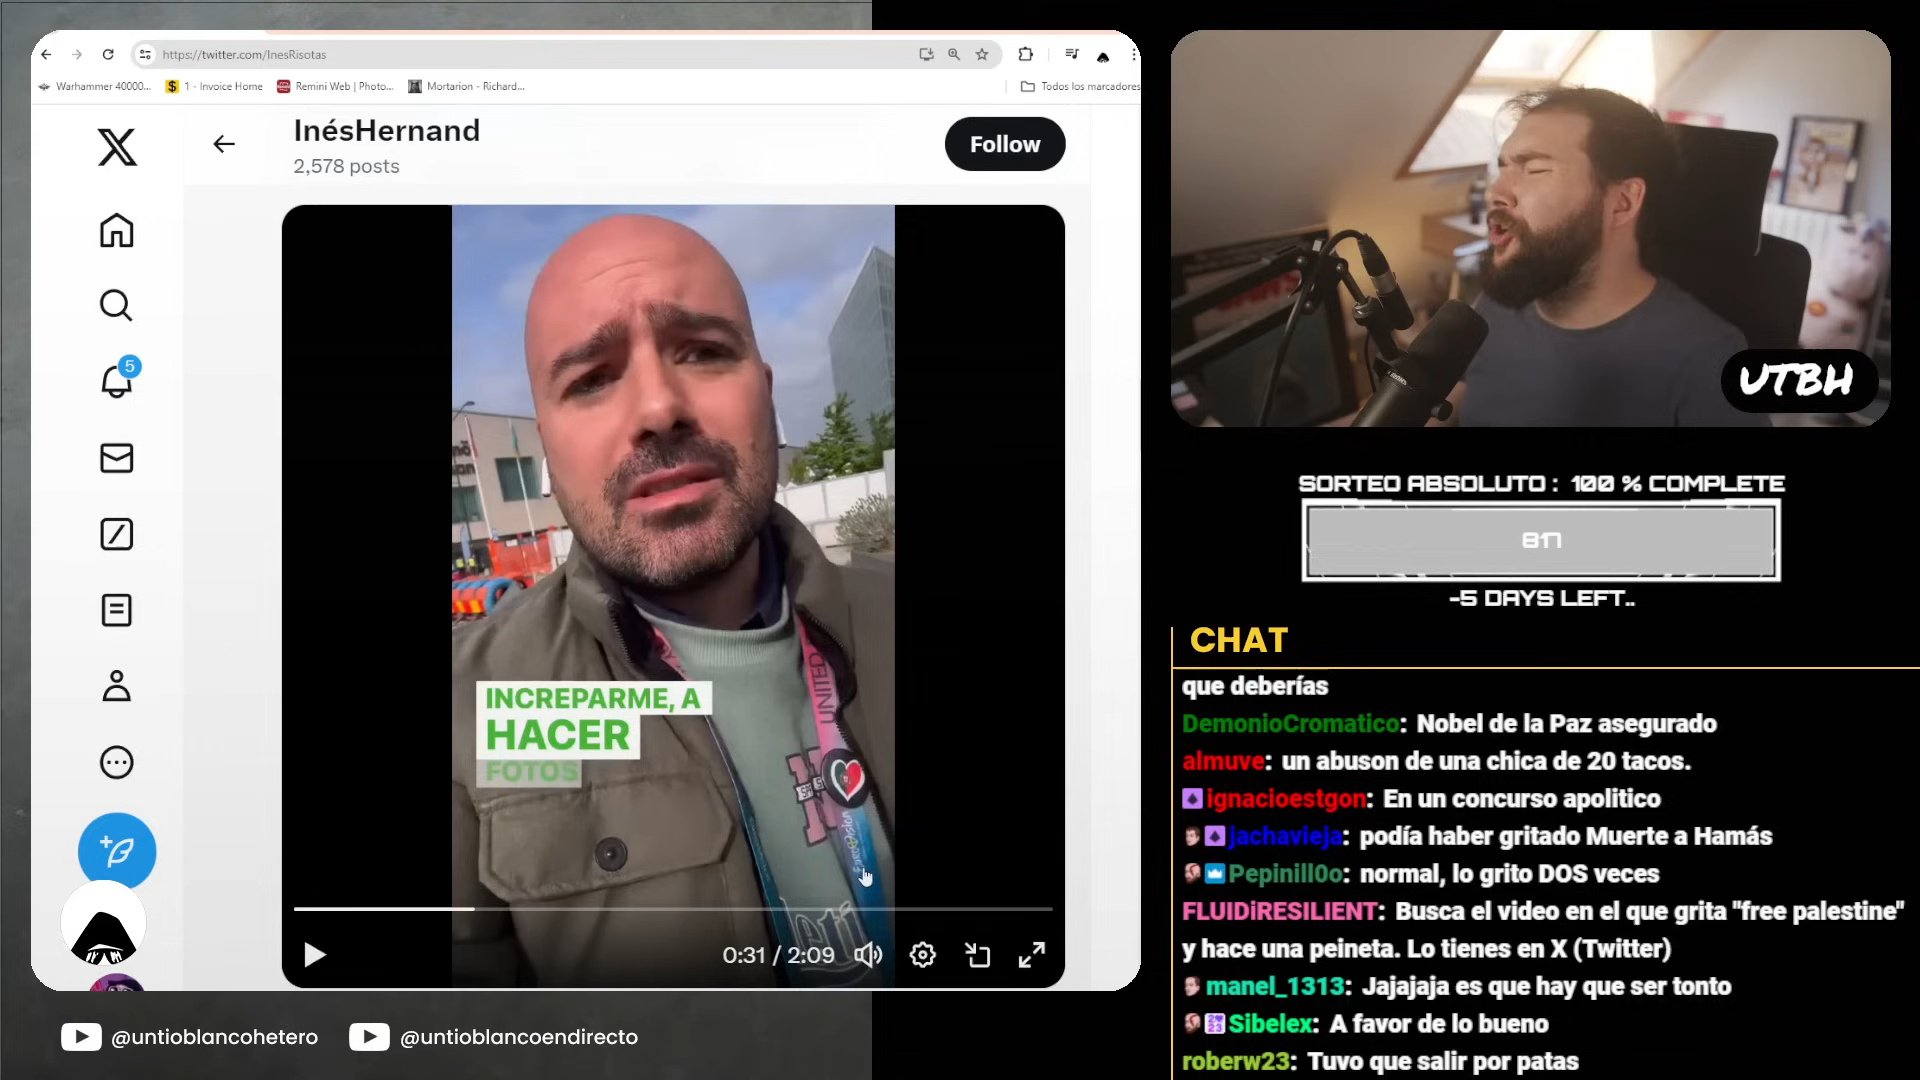 https://twitter.com/InesRisotas
Warhammer 40000...
1 - Invoice Home
Remini Web | Photo...
Mortarion - Richard...
Todos los marcadores
InésHernand
2,578 posts
Follow
5
INCREPARME, A
HACER
FOTOS
UNITED
0:31 / 2:09
@untioblancohetero
@untioblancoendirecto
UTBH
SORTEO ABSOLUTO : 100 % COMPLETE
817
-5 DAYS LEFT..
CHAT
que deberías
DemonioCromatico: Nobel de la Paz asegurado
almuve: un abuson de una chica de 20 tacos.
ignacioestgon: En un concurso apolitico
jachavieja: podía haber gritado Muerte a Hamás
Pepinill0o: normal, lo grito DOS veces
FLUIDiRESILIENT: Busca el video en el que grita "free palestine"
y hace una peineta. Lo tienes en X (Twitter)
manel_1313: Jajajaja es que hay que ser tonto
Sibelex: A favor de lo bueno
roberw23: Tuvo que salir por patas